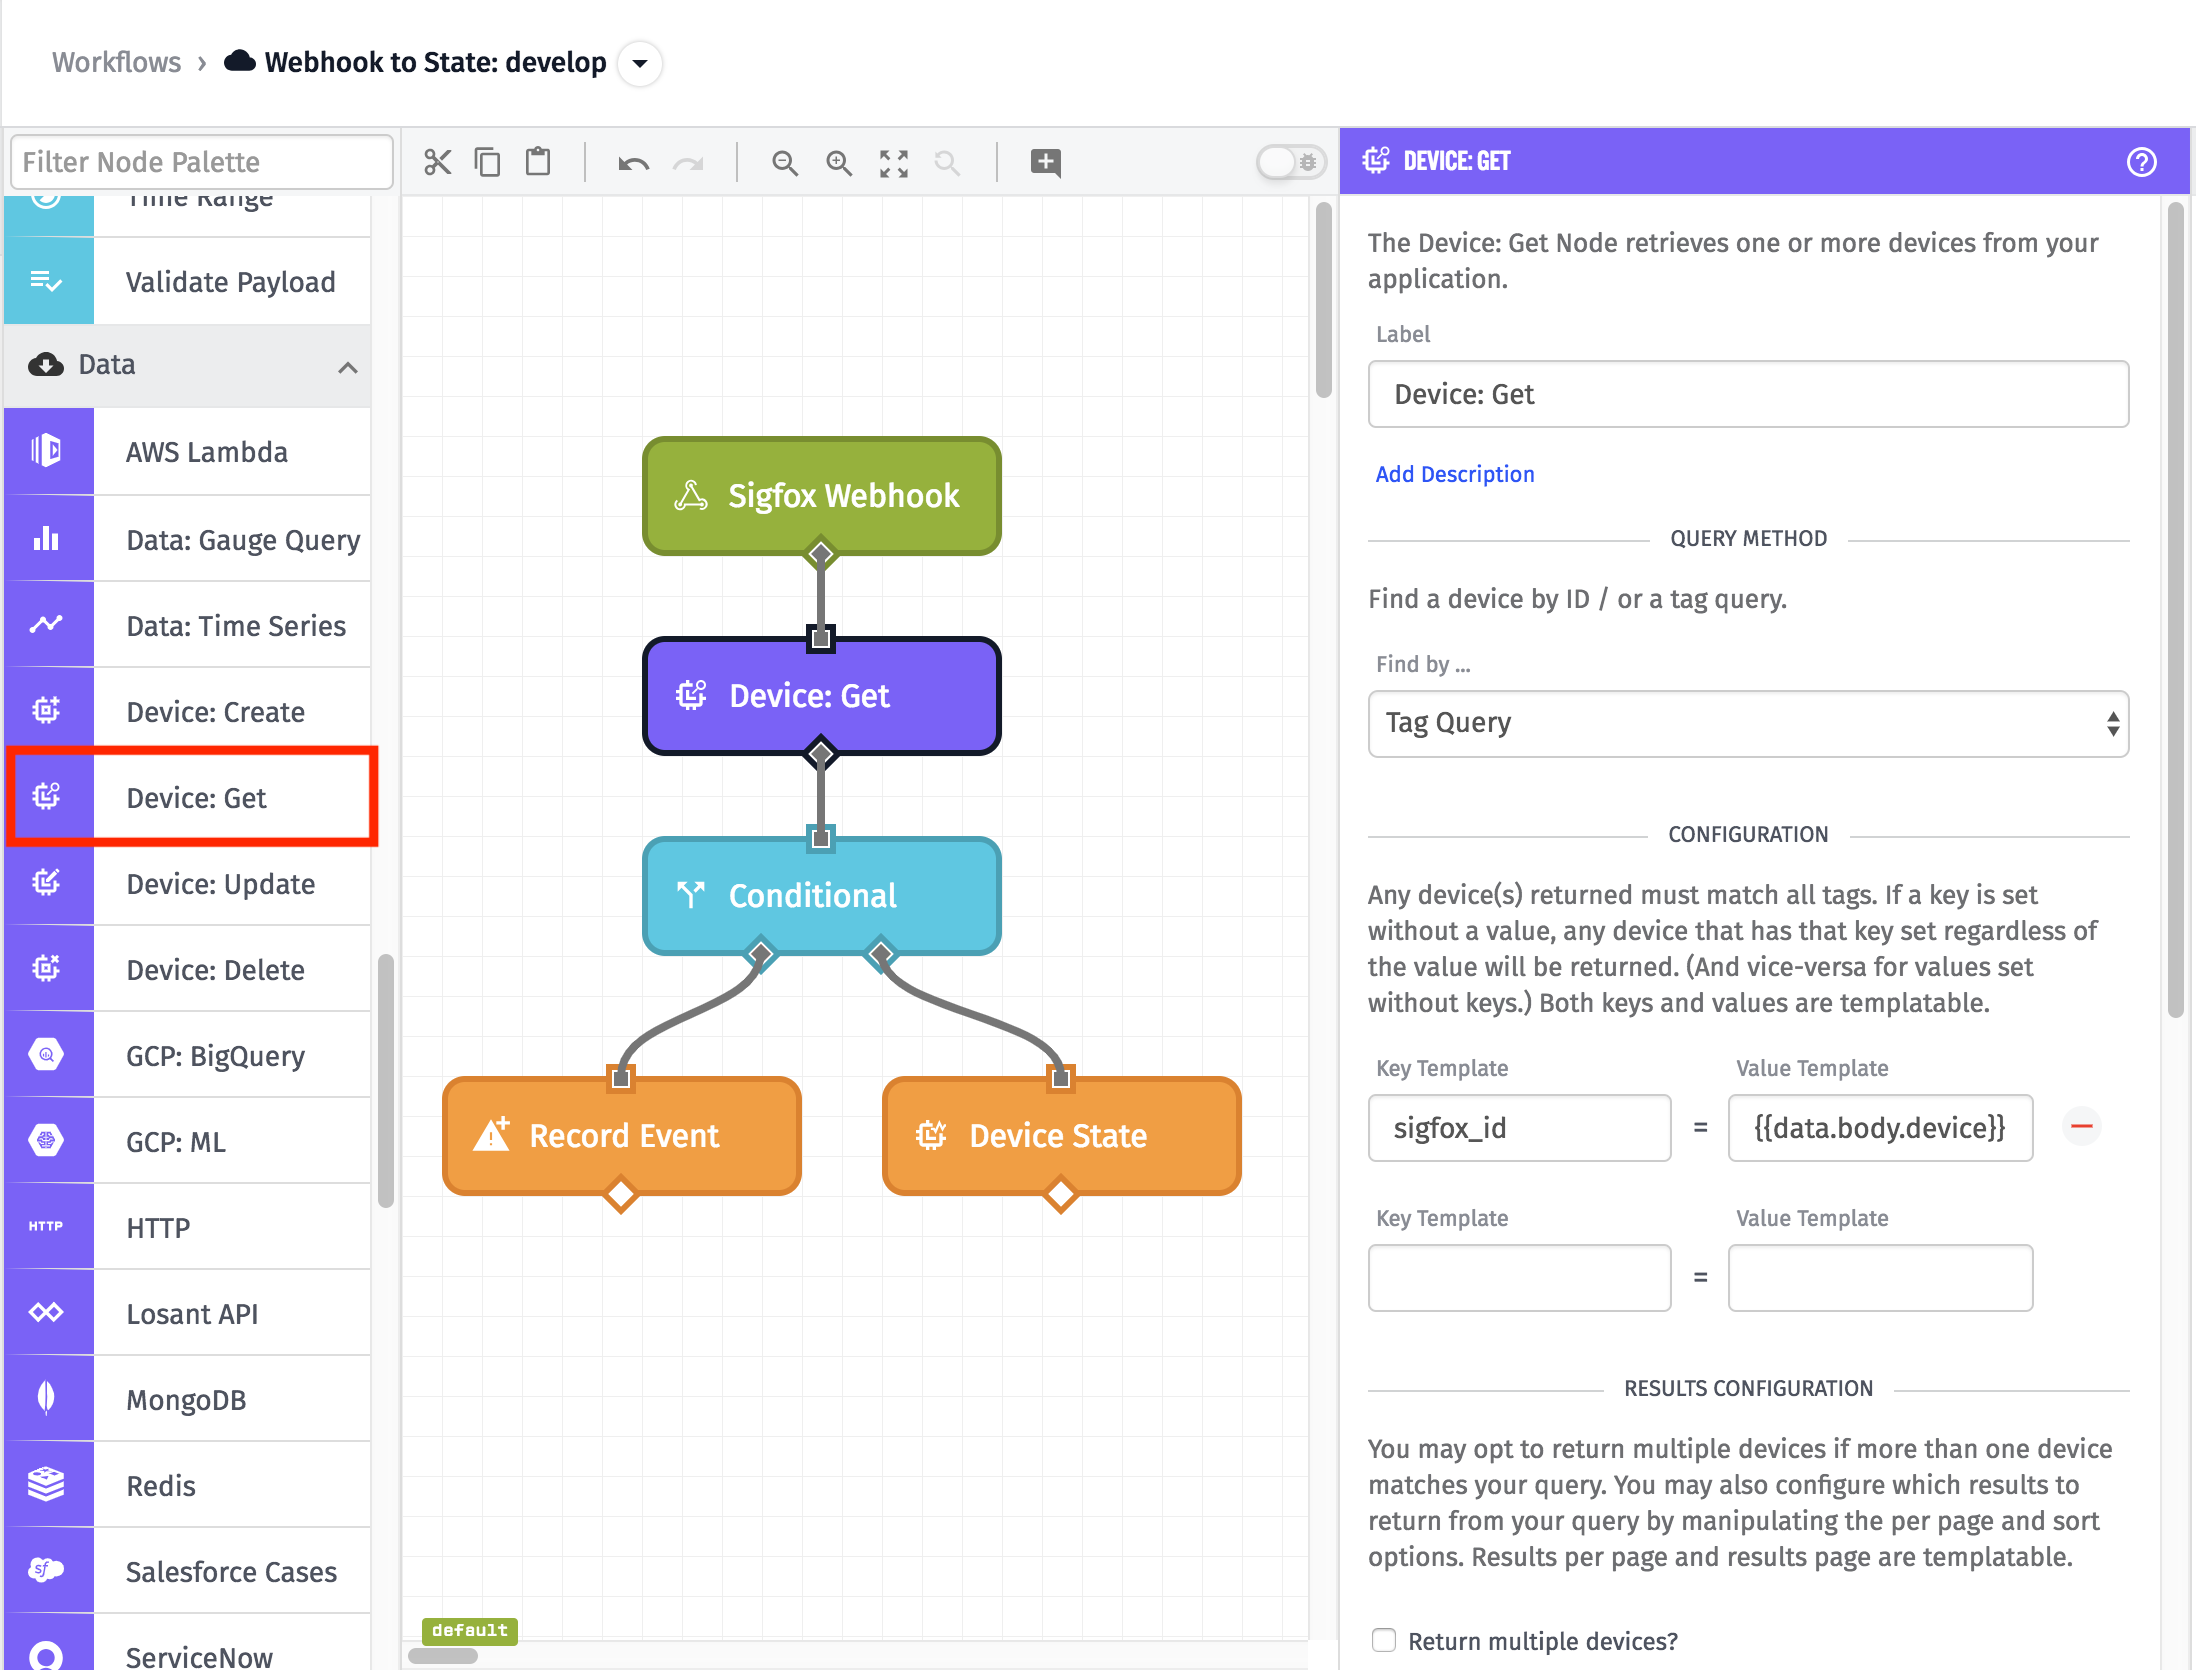 Workflows › Webhook to State: develop
Filter Node Palette
Time Range
Validate Payload
Data
AWS Lambda
Data: Gauge Query
Data: Time Series
Device: Create
Device: Get
Device: Update
Device: Delete
GCP: BigQuery
GCP: ML
HTTP
HTTP
Losant API
MongoDB
Redis
sf
Salesforce Cases
ServiceNow
Sigfox Webhook
Device: Get
Conditional
Record Event
Device State
default
DEVICE: GET
The Device: Get Node retrieves one or more devices from your
application.
Label
Device: Get
Add Description
QUERY METHOD
Find a device by ID / or a tag query.
Find by ...
Tag Query
CONFIGURATION
Any device(s) returned must match all tags. If a key is set
without a value, any device that has that key set regardless of
the value will be returned. (And vice-versa for values set
without keys.) Both keys and values are templatable.
Key Template
Value Template
sigfox_id = {{data.body.device}}
Key Template
Value Template
=
RESULTS CONFIGURATION
You may opt to return multiple devices if more than one device
matches your query. You may also configure which results to
return from your query by manipulating the per page and sort
options. Results per page and results page are templatable.
Return multiple devices?